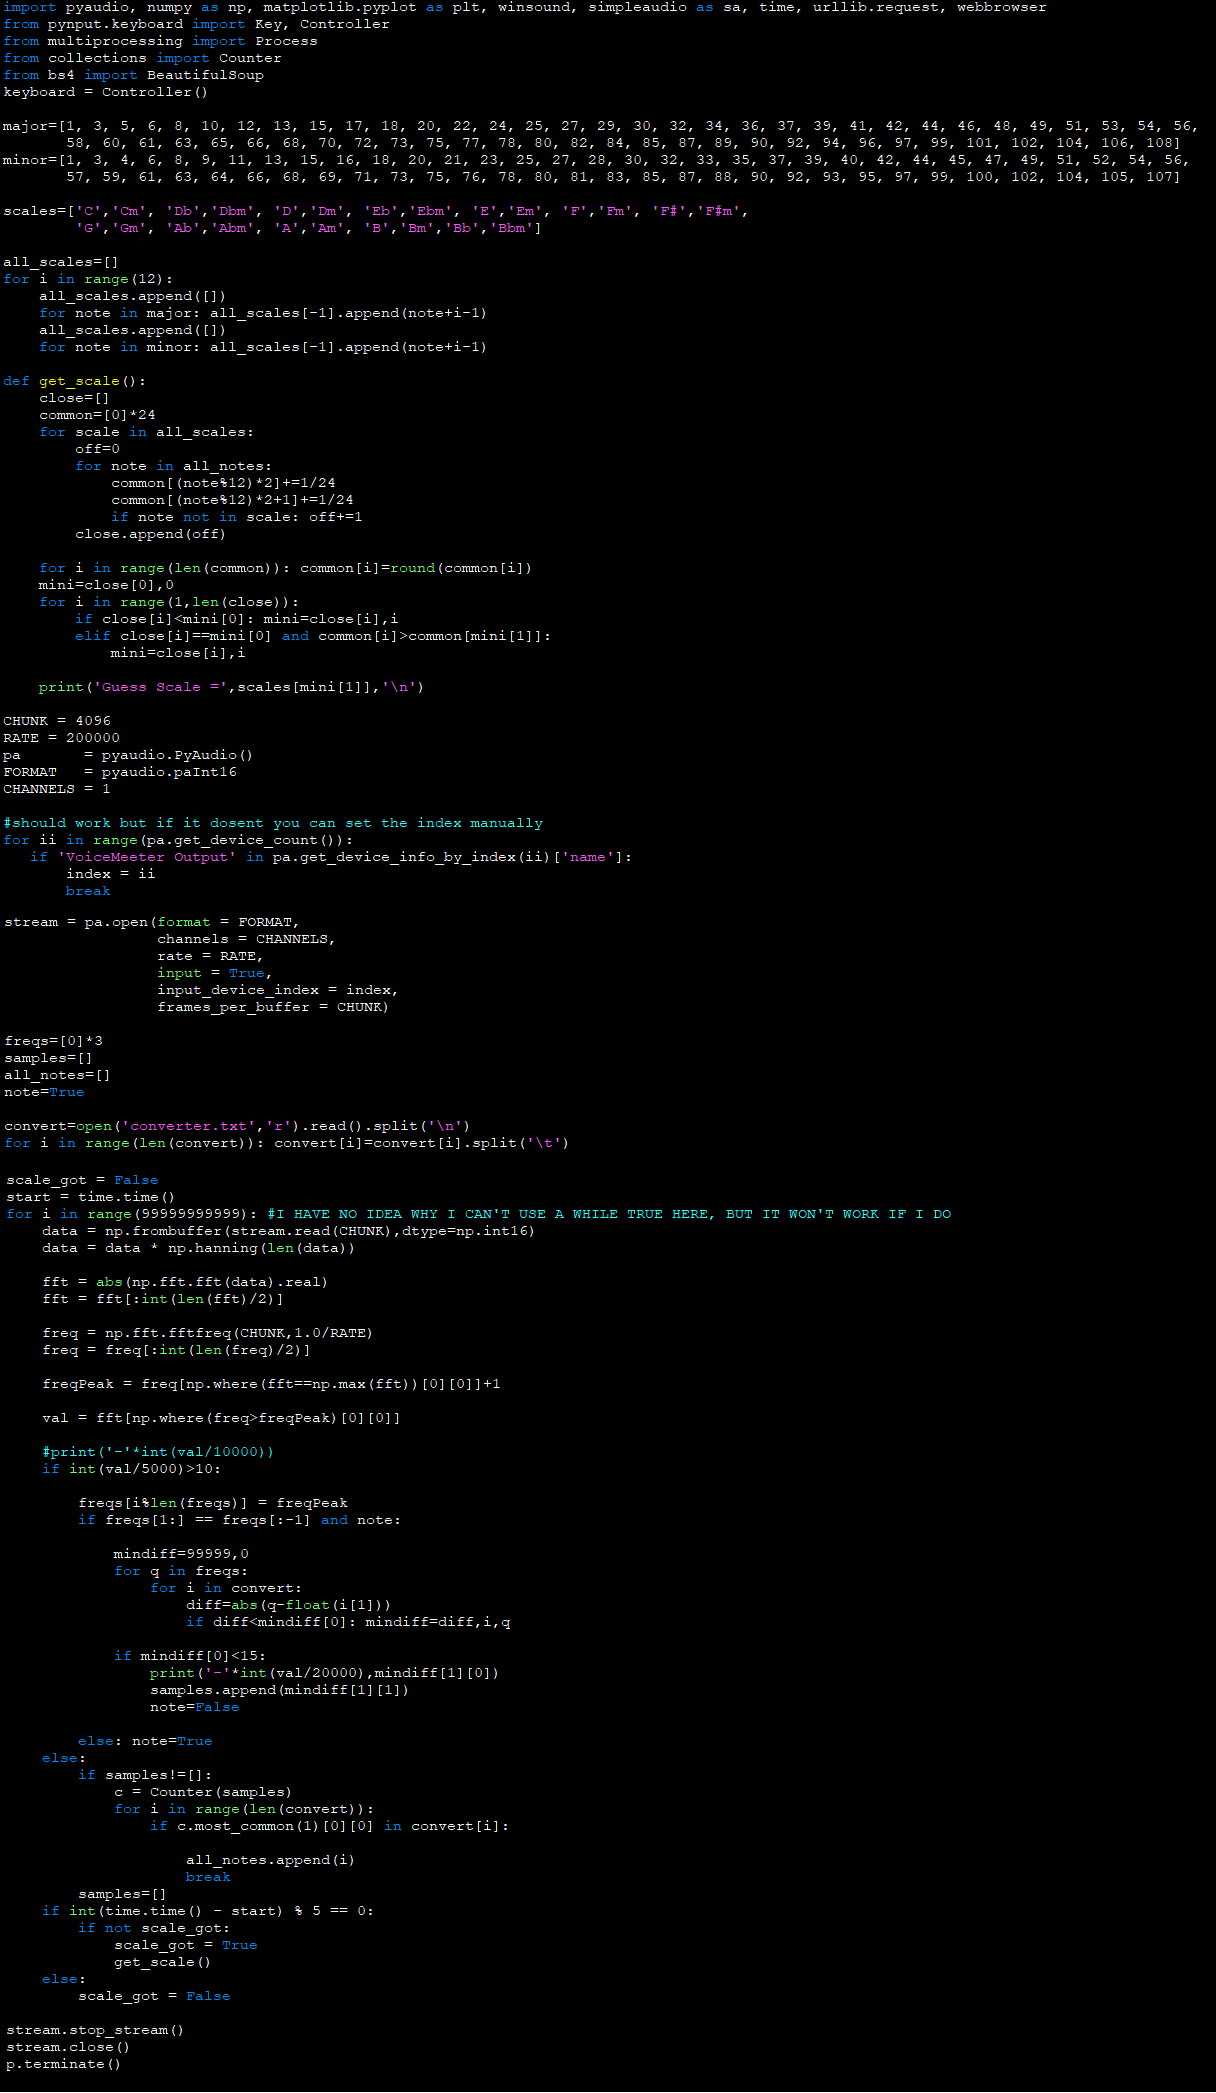 import pyaudio, numpy as np, matplotlib.pyplot as plt, winsound, simpleaudio as sa, time, urllib.request, webbrowser
from pynput.keyboard import Key, Controller
from multiprocessing import Process
from collections import Counter
from bs4 import BeautifulSoup
keyboard = Controller()

major=[1, 3, 5, 6, 8, 10, 12, 13, 15, 17, 18, 20, 22, 24, 25, 27, 29, 30, 32, 34, 36, 37, 39, 41, 42, 44, 46, 48, 49, 51, 53, 54, 56,
       58, 60, 61, 63, 65, 66, 68, 70, 72, 73, 75, 77, 78, 80, 82, 84, 85, 87, 89, 90, 92, 94, 96, 97, 99, 101, 102, 104, 106, 108]
minor=[1, 3, 4, 6, 8, 9, 11, 13, 15, 16, 18, 20, 21, 23, 25, 27, 28, 30, 32, 33, 35, 37, 39, 40, 42, 44, 45, 47, 49, 51, 52, 54, 56,
       57, 59, 61, 63, 64, 66, 68, 69, 71, 73, 75, 76, 78, 80, 81, 83, 85, 87, 88, 90, 92, 93, 95, 97, 99, 100, 102, 104, 105, 107]

scales=['C','Cm', 'Db','Dbm', 'D','Dm', 'Eb','Ebm', 'E','Em', 'F','Fm', 'F#','F#m',
        'G','Gm', 'Ab','Abm', 'A','Am', 'B','Bm','Bb','Bbm']

all_scales=[]
for i in range(12):
    all_scales.append([])
    for note in major: all_scales[-1].append(note+i-1)
    all_scales.append([])
    for note in minor: all_scales[-1].append(note+i-1)

def get_scale():
    close=[]
    common=[0]*24
    for scale in all_scales:
        off=0
        for note in all_notes:
            common[(note%12)*2]+=1/24
            common[(note%12)*2+1]+=1/24
            if note not in scale: off+=1
        close.append(off)

    for i in range(len(common)): common[i]=round(common[i])
    mini=close[0],0
    for i in range(1,len(close)):
        if close[i]<mini[0]: mini=close[i],i
        elif close[i]==mini[0] and common[i]>common[mini[1]]:
            mini=close[i],i

    print('Guess Scale =',scales[mini[1]],'\n')

CHUNK = 4096
RATE = 200000
pa       = pyaudio.PyAudio()
FORMAT   = pyaudio.paInt16
CHANNELS = 1

#should work but if it dosent you can set the index manually
for ii in range(pa.get_device_count()):
   if 'VoiceMeeter Output' in pa.get_device_info_by_index(ii)['name']:
       index = ii
       break

stream = pa.open(format = FORMAT,
                 channels = CHANNELS,
                 rate = RATE,
                 input = True,
                 input_device_index = index,
                 frames_per_buffer = CHUNK)

freqs=[0]*3
samples=[]
all_notes=[]
note=True

convert=open('converter.txt','r').read().split('\n')
for i in range(len(convert)): convert[i]=convert[i].split('\t')

scale_got = False
start = time.time()
for i in range(99999999999): #I HAVE NO IDEA WHY I CAN'T USE A WHILE TRUE HERE, BUT IT WON'T WORK IF I DO
    data = np.frombuffer(stream.read(CHUNK),dtype=np.int16)
    data = data * np.hanning(len(data))

    fft = abs(np.fft.fft(data).real)
    fft = fft[:int(len(fft)/2)]

    freq = np.fft.fftfreq(CHUNK,1.0/RATE)
    freq = freq[:int(len(freq)/2)]

    freqPeak = freq[np.where(fft==np.max(fft))[0][0]]+1

    val = fft[np.where(freq>freqPeak)[0][0]]

    #print('-'*int(val/10000))
    if int(val/5000)>10:

        freqs[i%len(freqs)] = freqPeak
        if freqs[1:] == freqs[:-1] and note:

            mindiff=99999,0
            for q in freqs:
                for i in convert:
                    diff=abs(q-float(i[1]))
                    if diff<mindiff[0]: mindiff=diff,i,q

            if mindiff[0]<15:
                print('-'*int(val/20000),mindiff[1][0])
                samples.append(mindiff[1][1])
                note=False

        else: note=True
    else:
        if samples!=[]:
            c = Counter(samples)
            for i in range(len(convert)):
                if c.most_common(1)[0][0] in convert[i]:

                    all_notes.append(i)
                    break
        samples=[]
    if int(time.time() - start) % 5 == 0:
        if not scale_got:
            scale_got = True
            get_scale()
    else:
        scale_got = False

stream.stop_stream()
stream.close()
p.terminate()